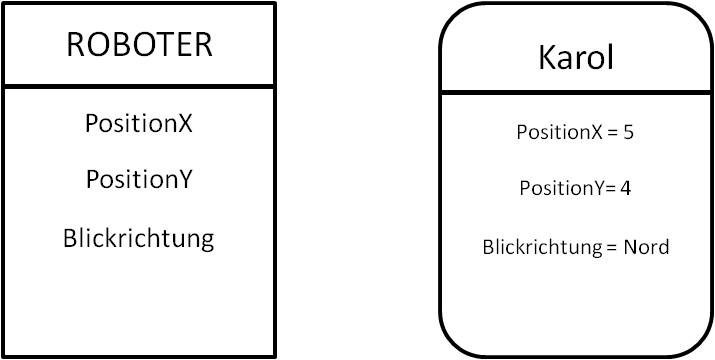 ROBOTER
PositionX
PositionY
Blickrichtung
Karol
PositionX = 5
PositionY= 4
Blickrichtung = Nord